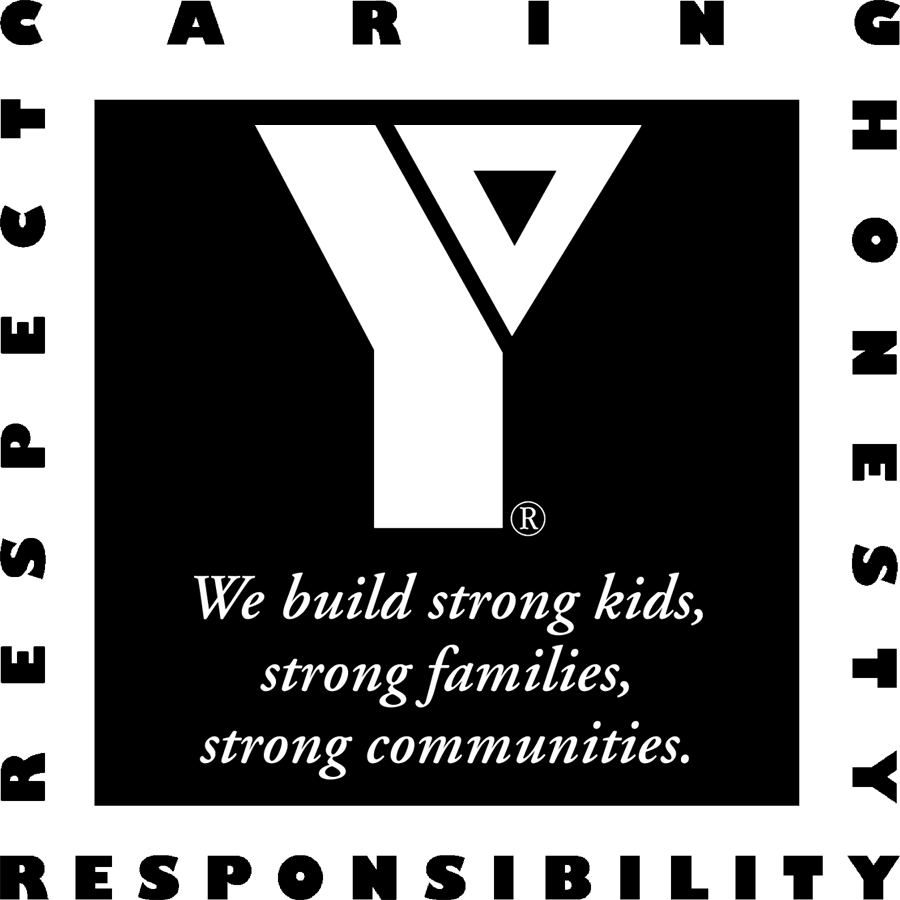 CARING
RESPECT
HONESTY
Y®
We build strong kids,
strong families,
strong communities.
RESPONSIBILITY